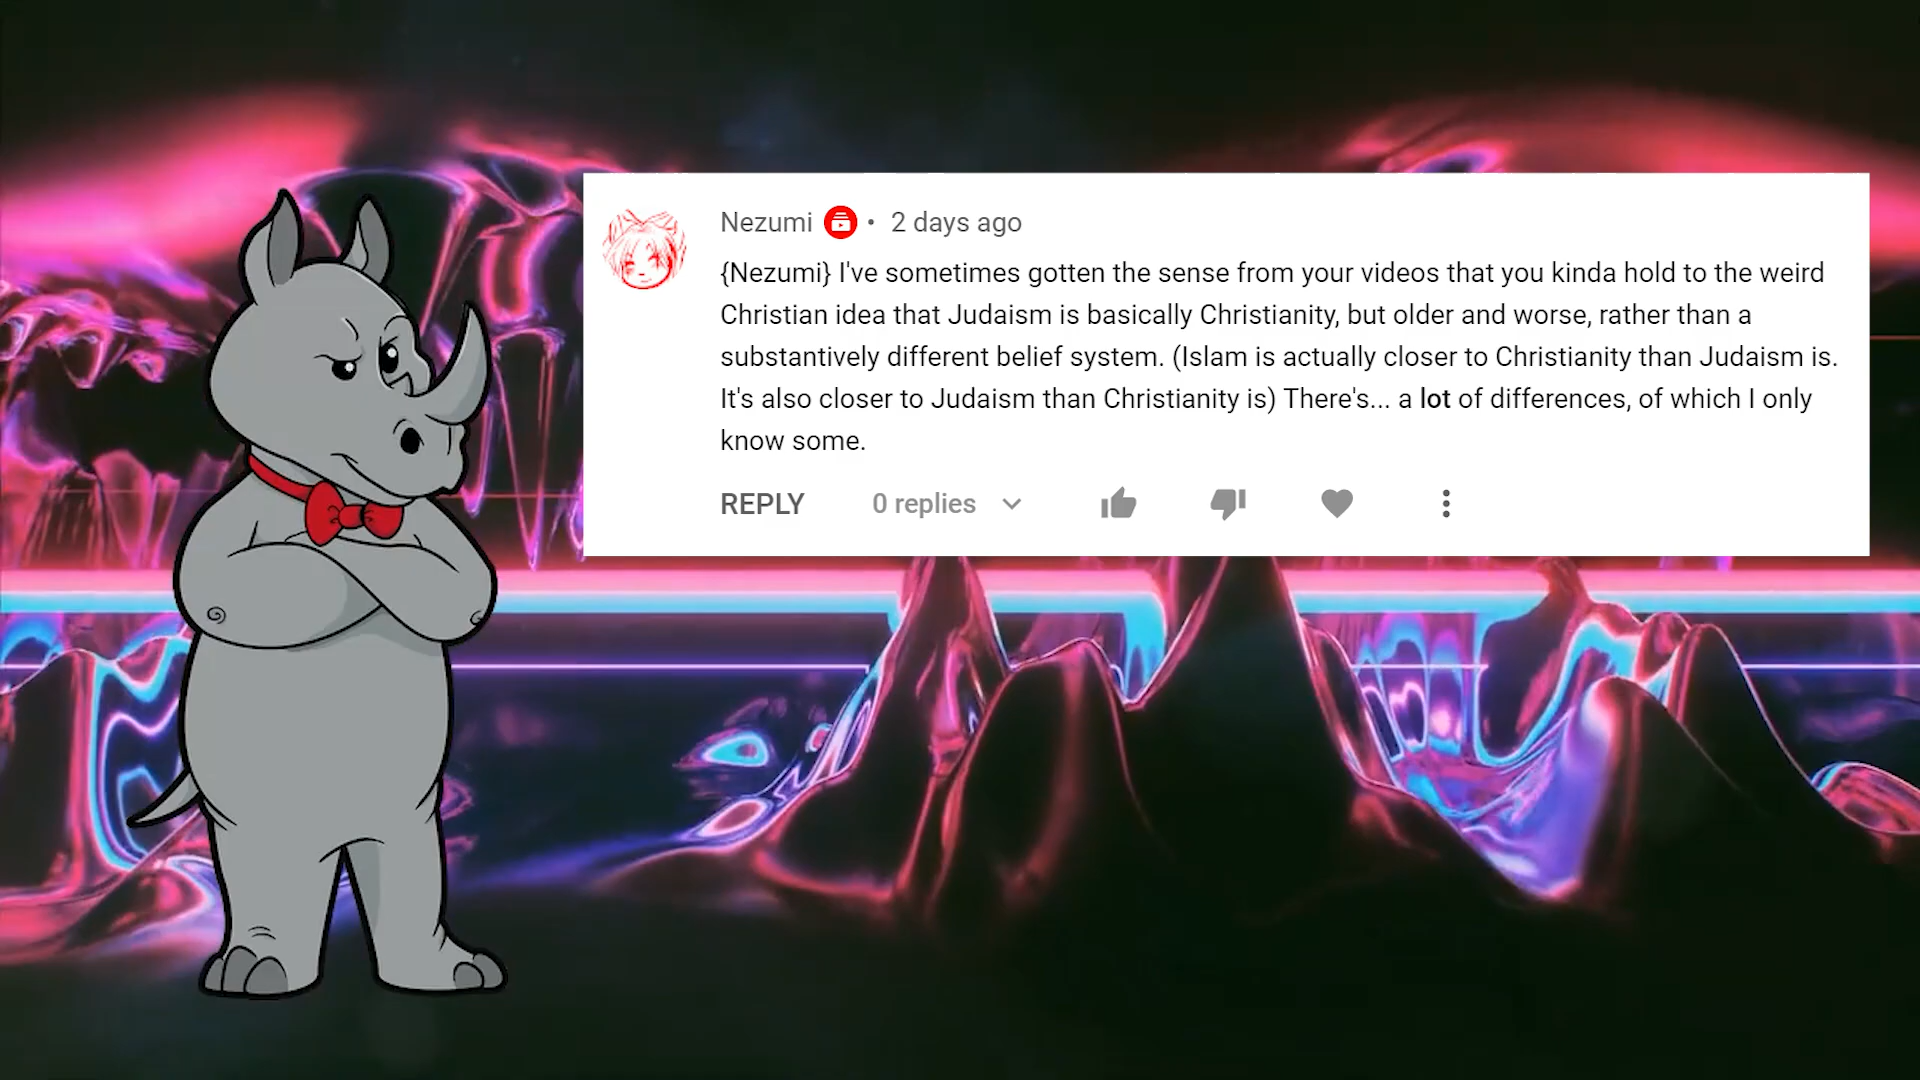 Nezumi • 2 days ago
{Nezumi} I've sometimes gotten the sense from your videos that you kinda hold to the weird
Christian idea that Judaism is basically Christianity, but older and worse, rather than a
substantively different belief system. (Islam is actually closer to Christianity than Judaism is.
It's also closer to Judaism than Christianity is) There's... a lot of differences, of which I only
know some.
REPLY 0 replies